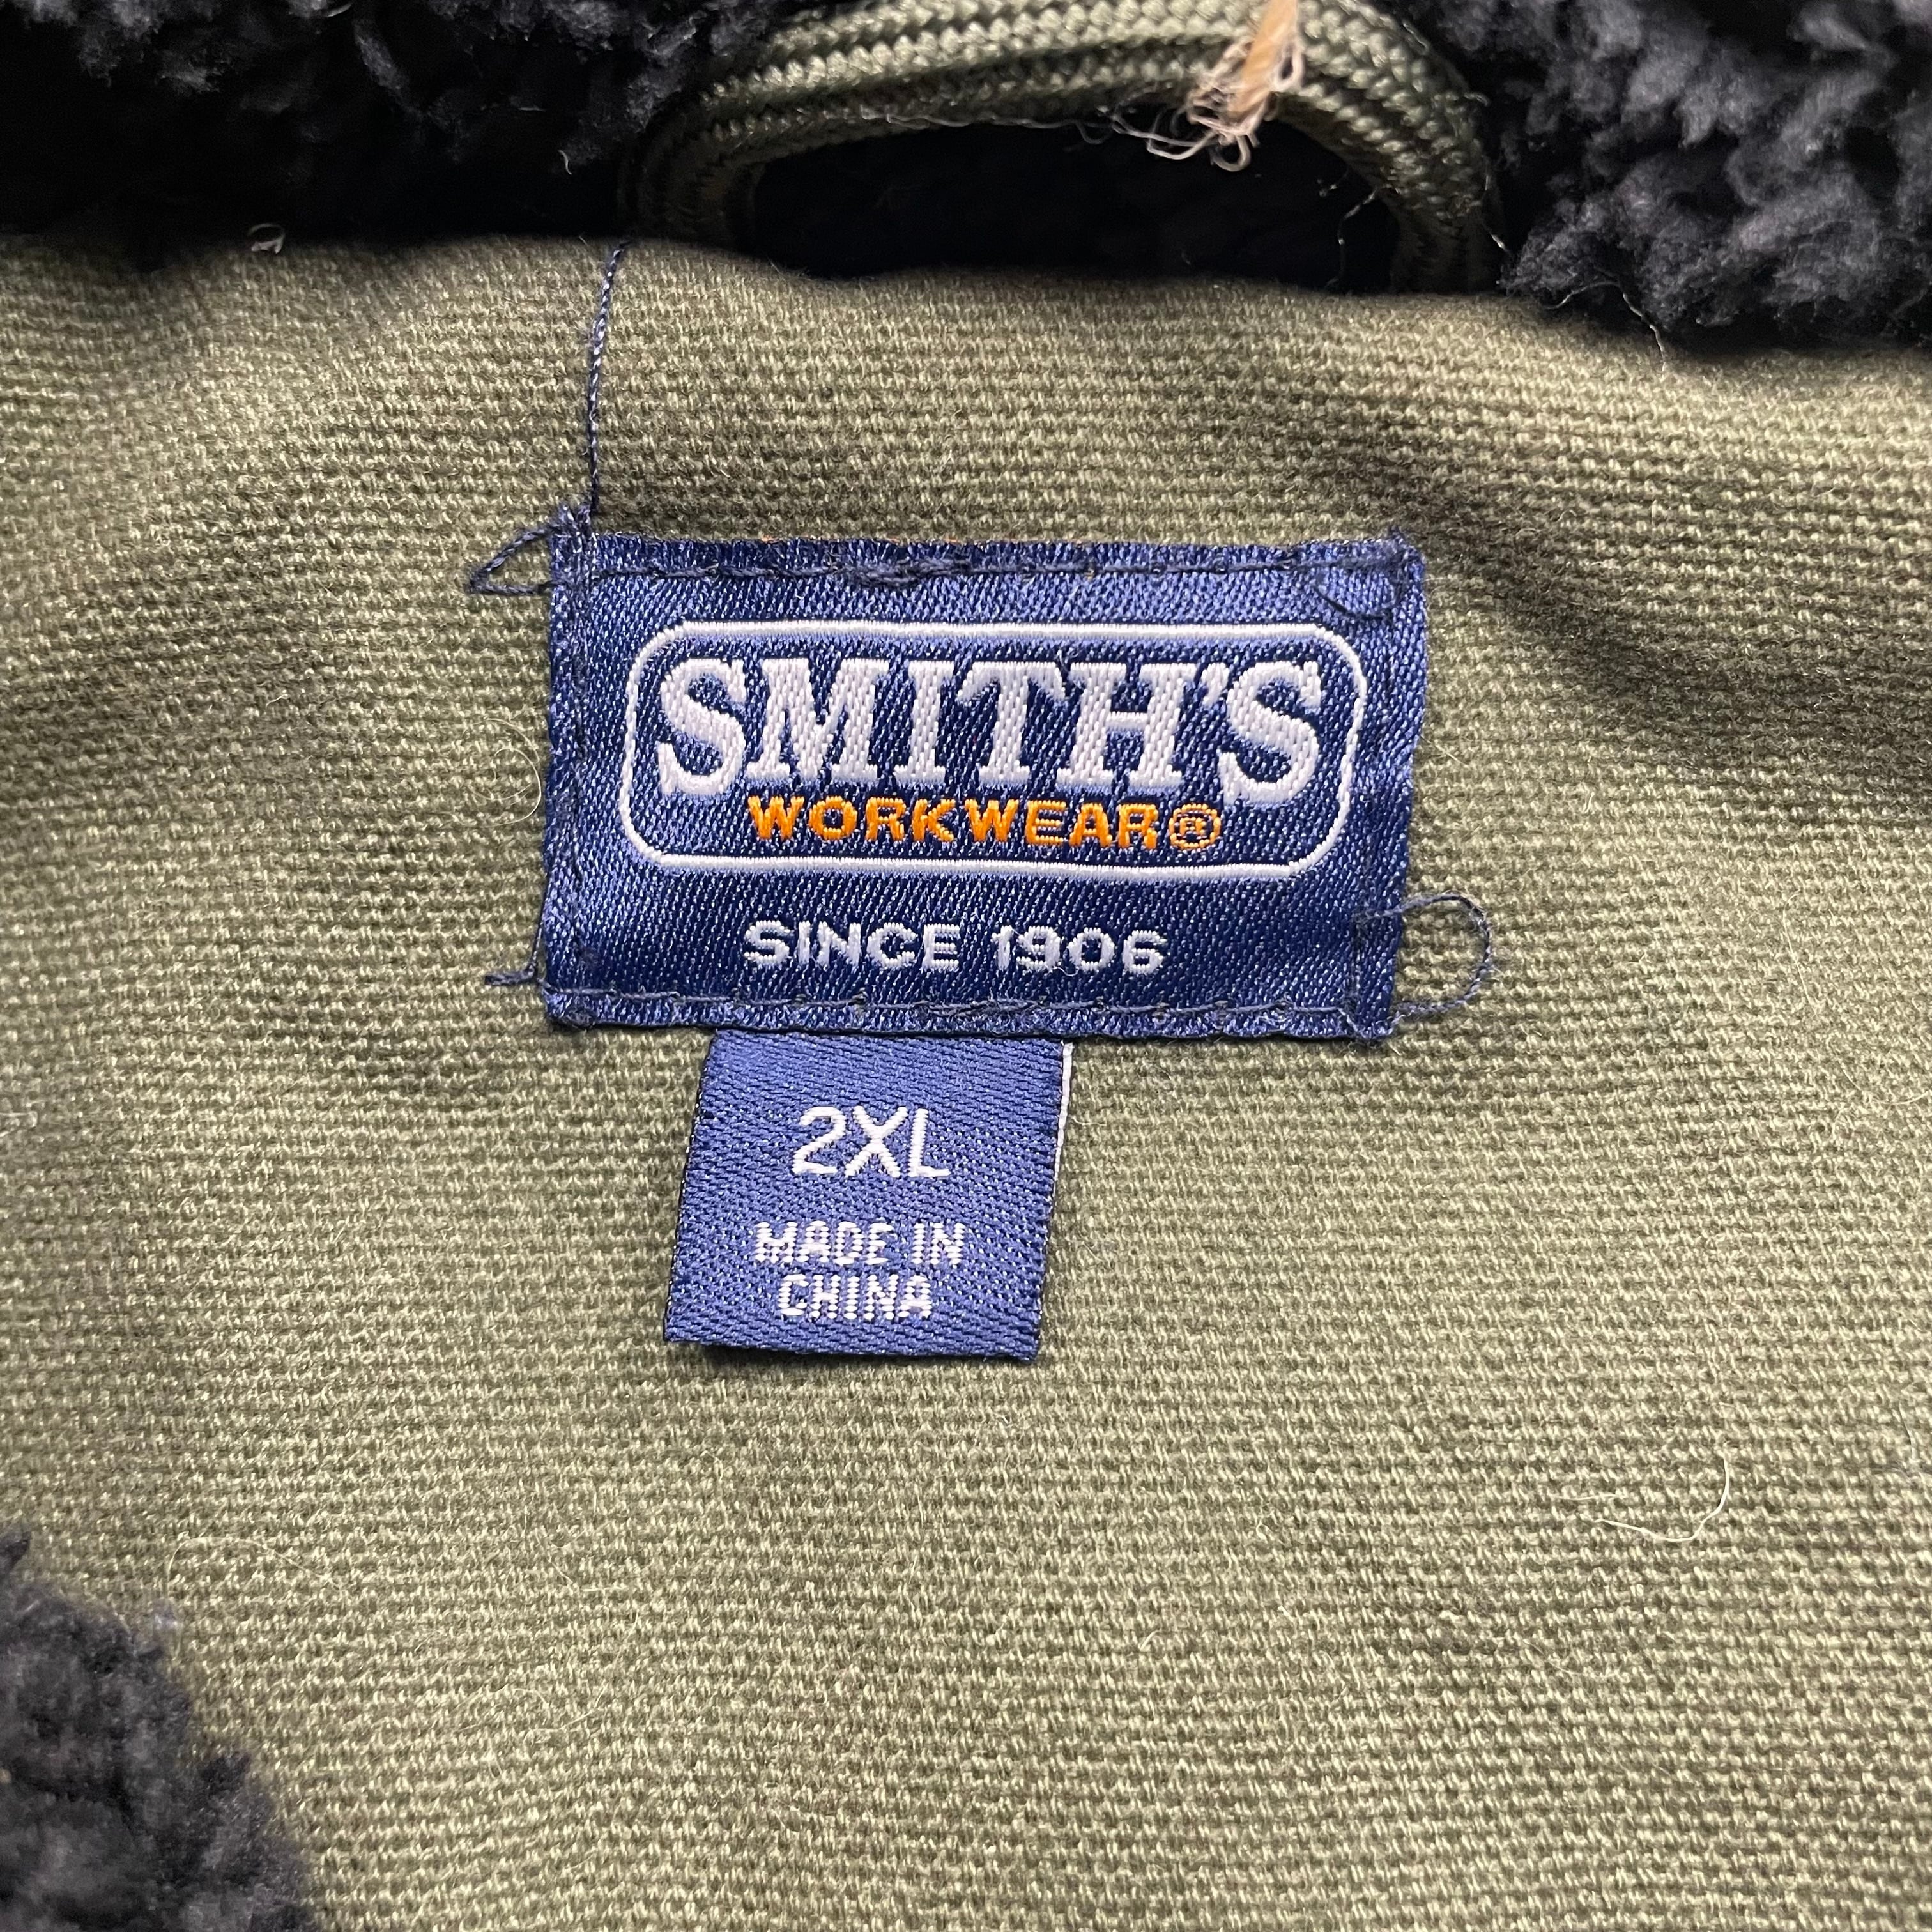 SMITH'S
WORKWEAR®
SINCE 1906
2XL
MADE IN
CHINA